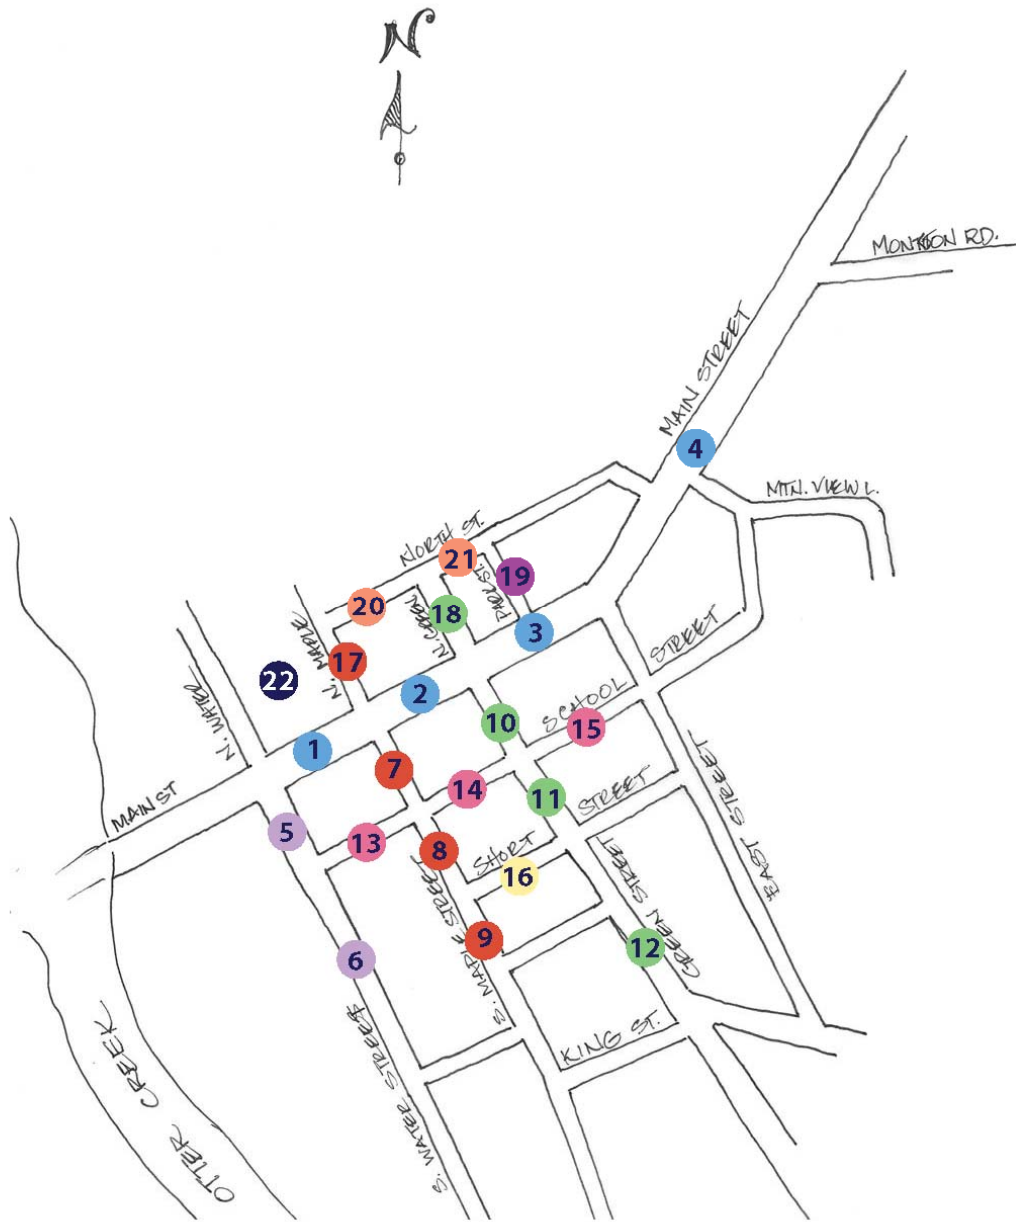 N
MONKTON RD.
MAIN STREET
4
MTN. VIEW L.
NORTH ST.
21
PARK ST.
19
20
N. GREEN
18
3
N. MAPLE
17
22
2
N. WATER
10
SCHOOL STREET
15
1
7
14
11
MAIN ST
5
13
8
SHORT STREET
16
EAST STREET
GREEN STREET
S. MAPLE STREET
9
12
6
KING ST.
S. WATER STREET
OTTER CREEK